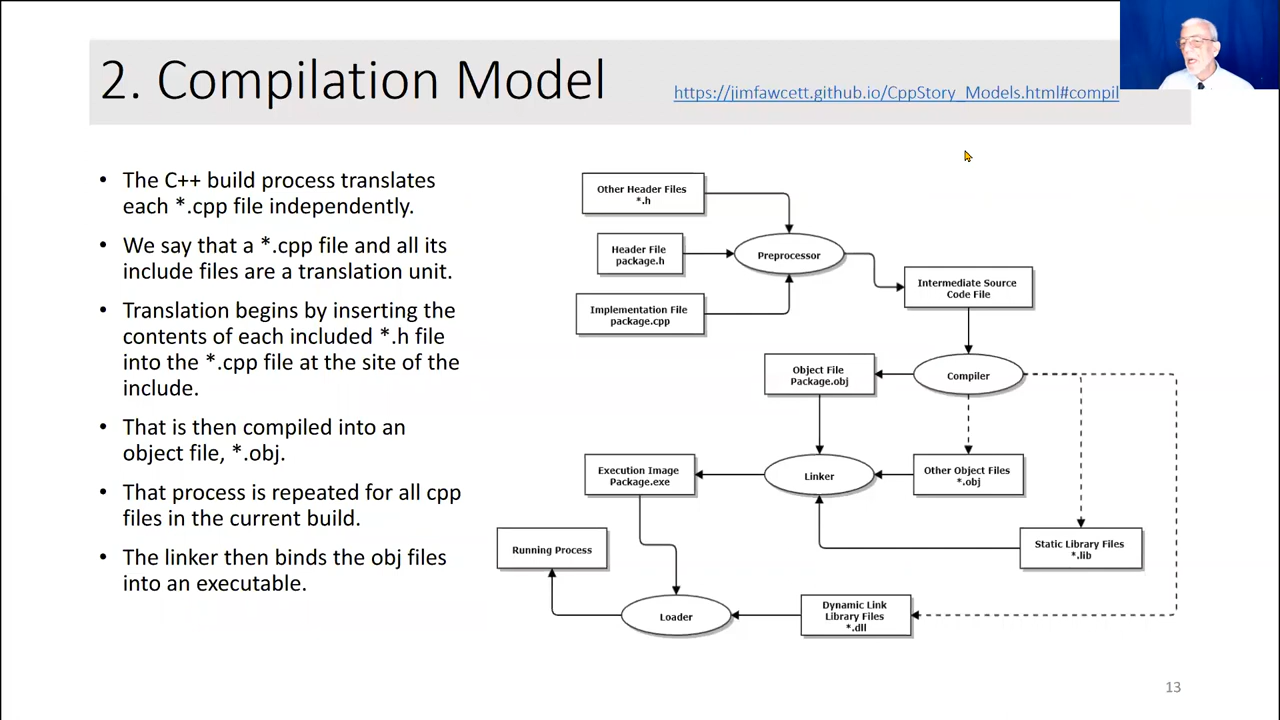 2. Compilation Model
https://jimfawcett.github.io/CppStory_Models.html#compil
• The C++ build process translates
each *.cpp file independently.
• We say that a *.cpp file and all its
include files are a translation unit.
• Translation begins by inserting the
contents of each included *.h file
into the *.cpp file at the site of the
include.
• That is then compiled into an
object file, *.obj.
• That process is repeated for all cpp
files in the current build.
• The linker then binds the obj files
into an executable.
Other Header Files
*.h
Header File
package.h
Preprocessor
Implementation File
package.cpp
Intermediate Source
Code File
Object File
Package.obj
Compiler
Execution Image
Package.exe
Linker
Other Object Files
*.obj
Running Process
Static Library Files
*.lib
Loader
Dynamic Link
Library Files
*.dll
13